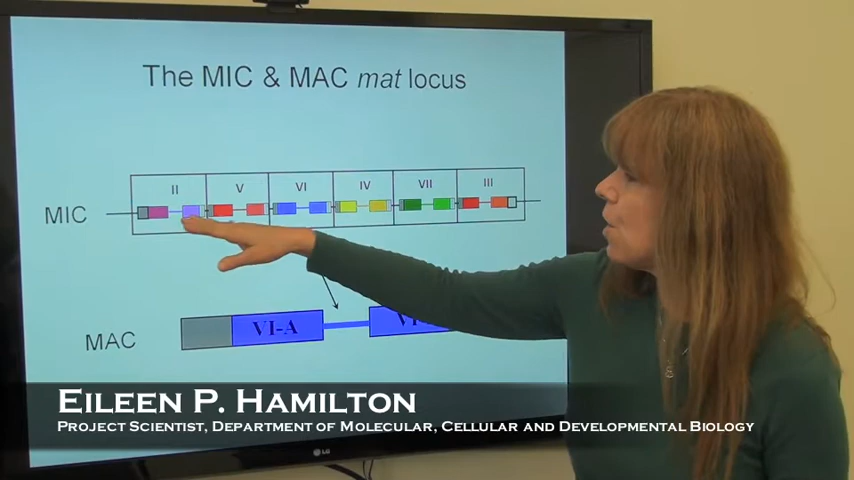 The MIC & MAC mat locus
II V VI IV VII III
MIC
VI-A
MAC
EILEEN P. HAMILTON
PROJECT SCIENTIST, DEPARTMENT OF MOLECULAR, CELLULAR AND DEVELOPMENTAL BIOLOGY
LG